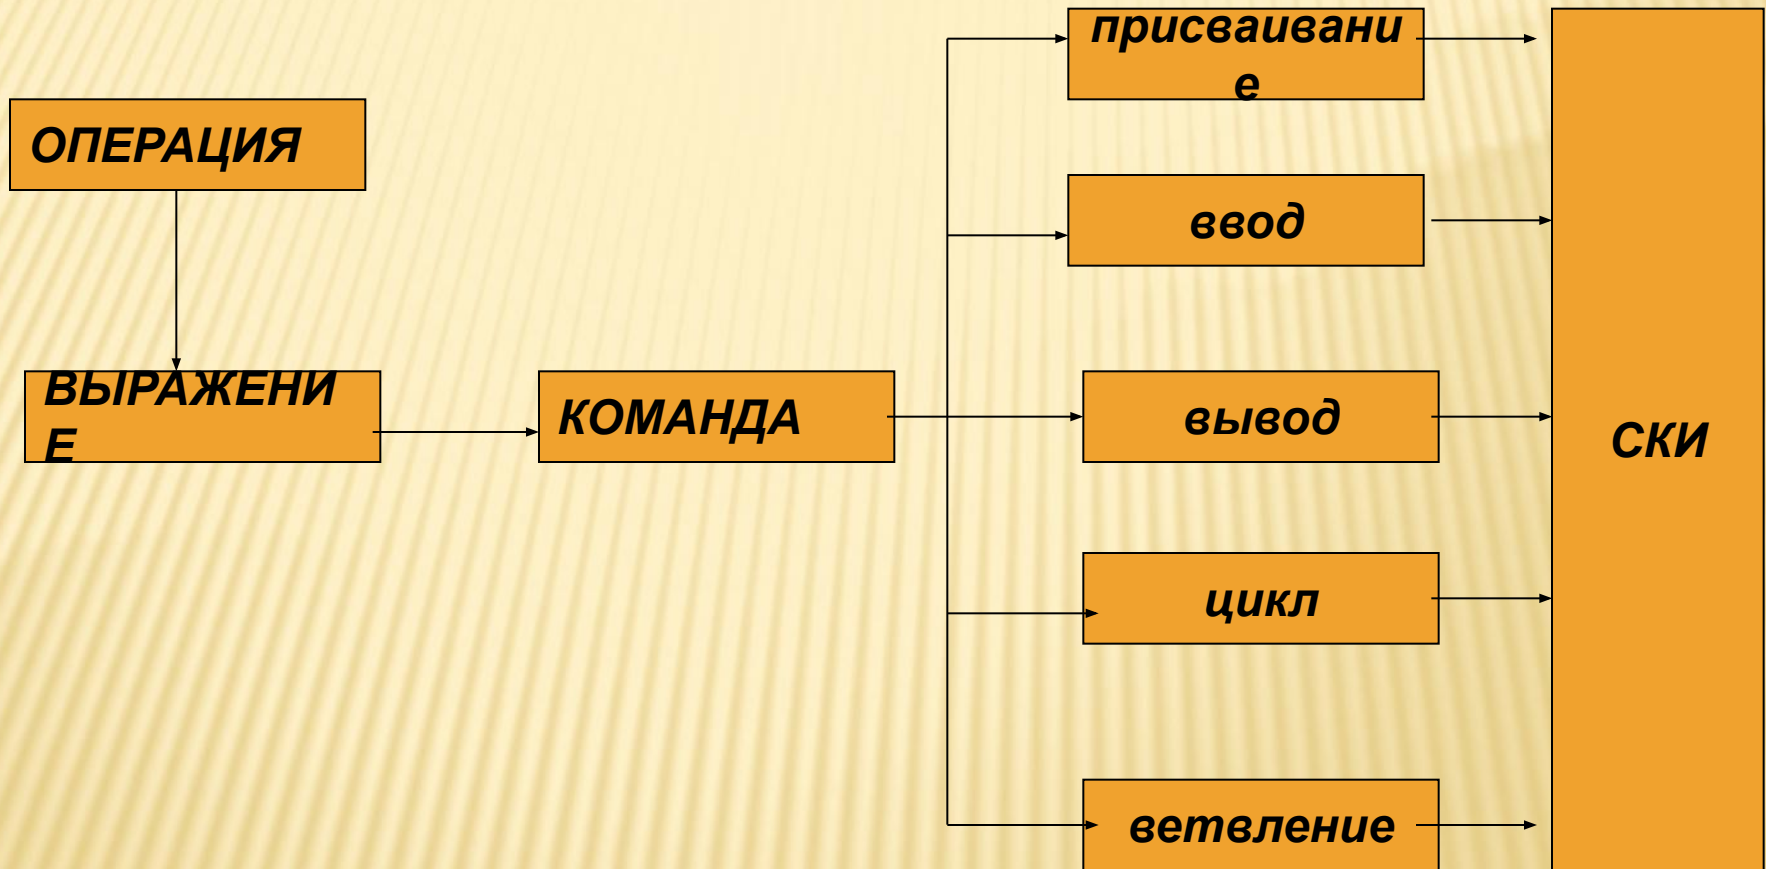 присваивани
е
ОПЕРАЦИЯ
ввод
ВЫРАЖЕНИ
Е
КОМАНДА
вывод
СКИ
цикл
ветвление